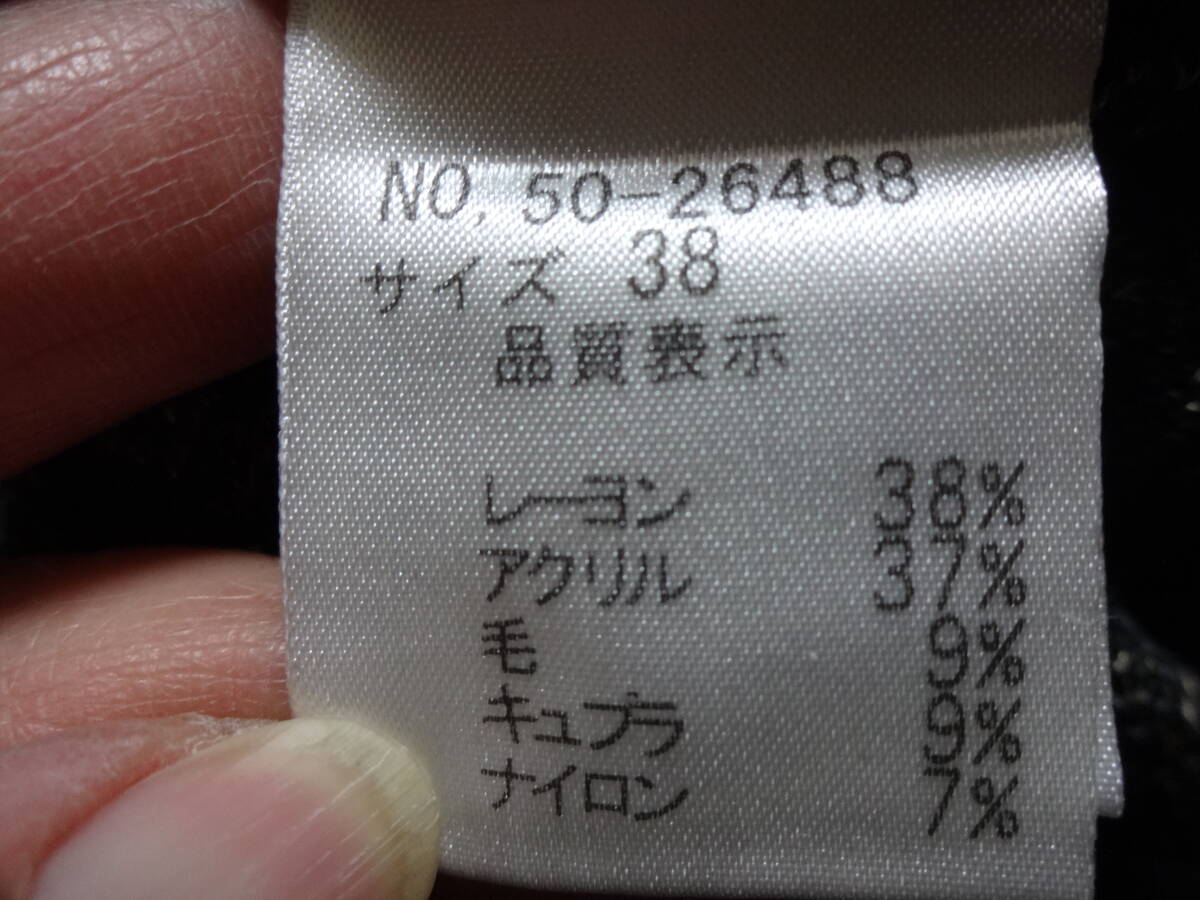 NO. 50-26488
サイズ 38
品質表示
レーヨン 38%
アクリル 37%
毛 9%
キュプラ 9%
ナイロン 7%